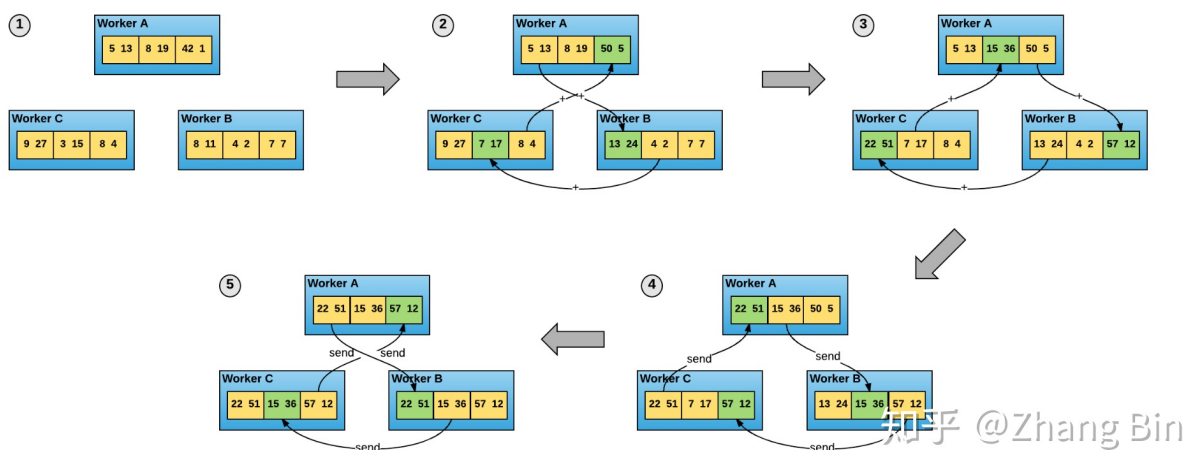 1
Worker A
5 13 8 19 42 1
Worker C
9 27 3 15 8 4
Worker B
8 11 4 2 7 7
2
Worker A
5 13 8 19 50 5
+ +
Worker C
9 27 7 17 8 4
Worker B
13 24 4 2 7 7
+
3
Worker A
5 13 15 36 50 5
+ +
Worker C
22 51 7 17 8 4
Worker B
13 24 4 2 57 12
+
5
Worker A
22 51 15 36 57 12
send send
Worker C
22 51 15 36 57 12
Worker B
22 51 15 36 57 12
send
4
Worker A
22 51 15 36 50 5
send send
Worker C
22 51 7 17 57 12
Worker B
13 24 15 36 57 12
send
知乎 @Zhang Bin